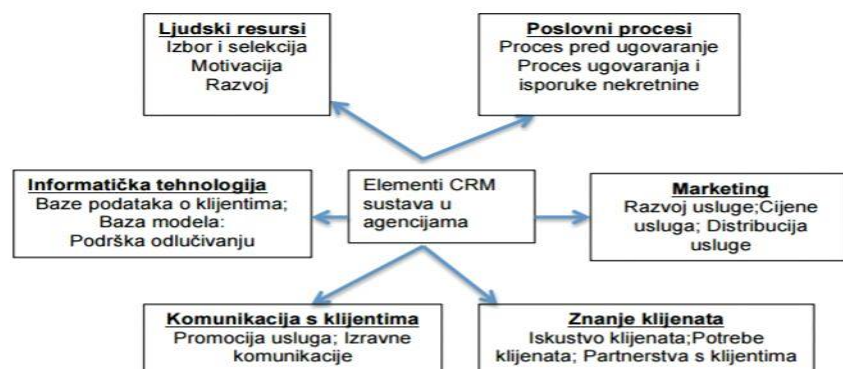 Ljudski resursi
Izbor i selekcija
Motivacija
Razvoj
Poslovni procesi
Proces pred ugovaranje
Proces ugovaranja i
isporuke nekretnine
Informatička tehnologija
Baze podataka o klijentima;
Baza modela:
Podrška odlučivanju
Elementi CRM
sustava u
agencijama
Marketing
Razvoj usluge;Cijene
usluga; Distribucija
usluge
Komunikacija s klijentima
Promocija usluga; Izravne
komunikacije
Znanje klijenata
Iskustvo klijenata;Potrebe
klijenata; Partnerstva s klijentima